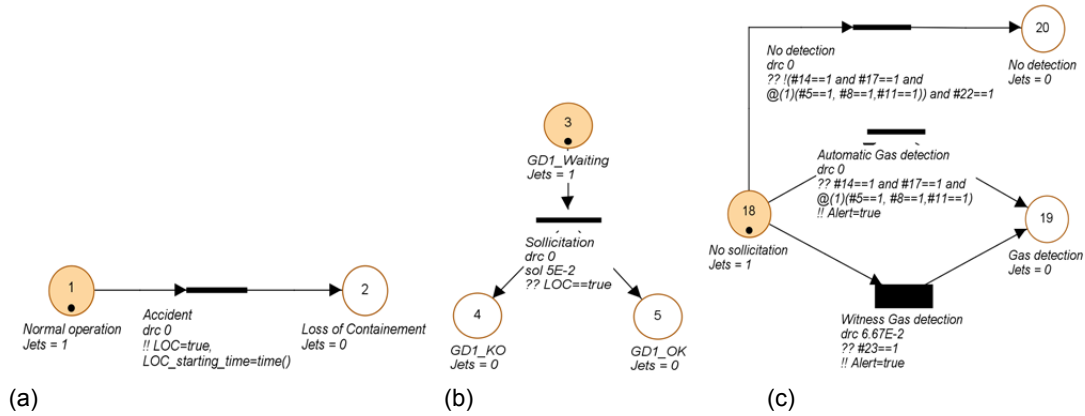 1
Normal operation
Jets = 1
Accident
drc 0
!! LOC=true,
LOC_starting_time=time()
2
Loss of Containement
Jets = 0
(a)
3
GD1_Waiting
Jets = 1
Sollicitation
drc 0
sol 5E-2
?? LOC==true
4
GD1_KO
Jets = 0
5
GD1_OK
Jets = 0
(b)
No detection
drc 0
?? !(#14==1 and #17==1 and
@(1)(#5==1, #8==1,#11==1)) and #22==1
20
No detection
Jets = 0
Automatic Gas detection
drc 0
?? #14==1 and #17==1 and
@(1)(#5==1, #8==1,#11==1)
!! Alert=true
18
No sollicitation
Jets = 1
19
Gas detection
Jets = 0
Witness Gas detection
drc 6.67E-2
?? #23==1
!! Alert=true
(c)